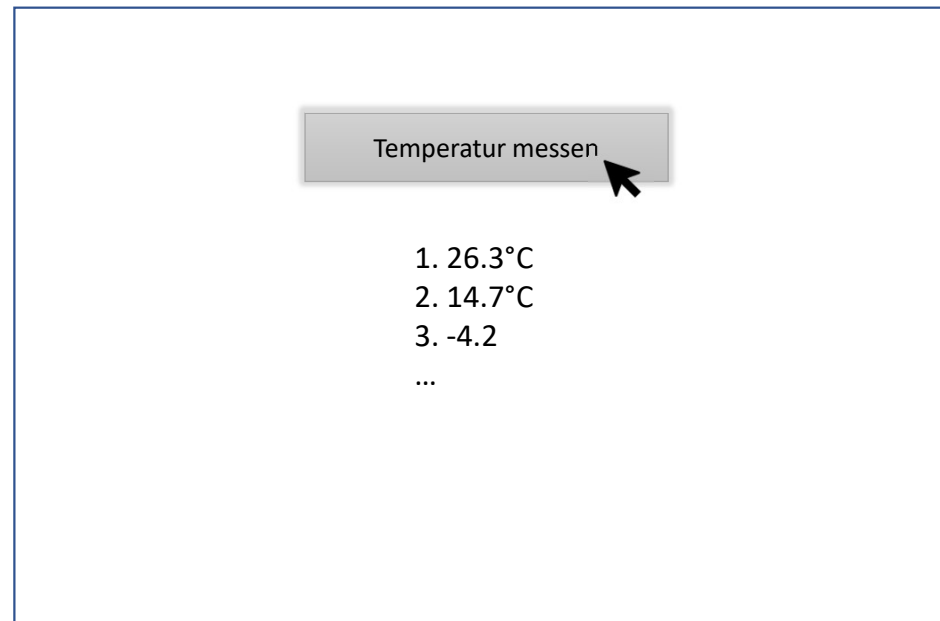 Temperatur messen
1. 26.3°C
2. 14.7°C
3. -4.2
...